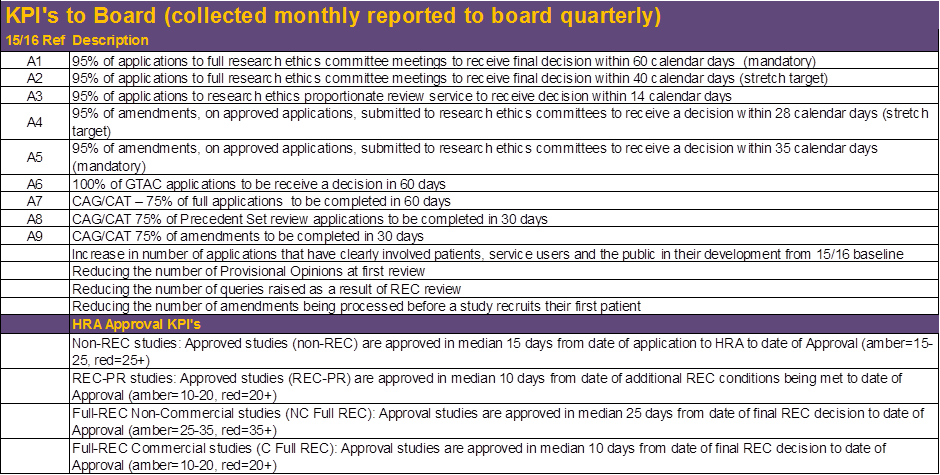 KPI's to Board (collected monthly reported to board quarterly)
15/16 Ref Description
A1 95% of applications to full research ethics committee meetings to receive final decision within 60 calendar days (mandatory)
A2 95% of applications to full research ethics committee meetings to receive final decision within 40 calendar days (stretch target)
A3 95% of applications to research ethics proportionate review service to receive decision within 14 calendar days
A4 95% of amendments, on approved applications, submitted to research ethics committees to receive a decision within 28 calendar days (stretch
target)
A5 95% of amendments, on approved applications, submitted to research ethics committees to receive a decision within 35 calendar days
(mandatory)
A6 100% of GTAC applications to be receive a decision in 60 days
A7 CAG/CAT – 75% of full applications to be completed in 60 days
A8 CAG/CAT 75% of Precedent Set review applications to be completed in 30 days
A9 CAG/CAT 75% of amendments to be completed in 30 days
Increase in number of applications that have clearly involved patients, service users and the public in their development from 15/16 baseline
Reducing the number of Provisional Opinions at first review
Reducing the number of queries raised as a result of REC review
Reducing the number of amendments being processed before a study recruits their first patient
HRA Approval KPI's
Non-REC studies: Approved studies (non-REC) are approved in median 15 days from date of application to HRA to date of Approval (amber=15-
25, red=25+)
REC-PR studies: Approved studies (REC-PR) are approved in median 10 days from date of additional REC conditions being met to date of
Approval (amber=10-20, red=20+)
Full-REC Non-Commercial studies (NC Full REC): Approval studies are approved in median 25 days from date of final REC decision to date of
Approval (amber=25-35, red=35+)
Full-REC Commercial studies (C Full REC): Approval studies are approved in median 10 days from date of final REC decision to date of
Approval (amber=10-20, red=20+)